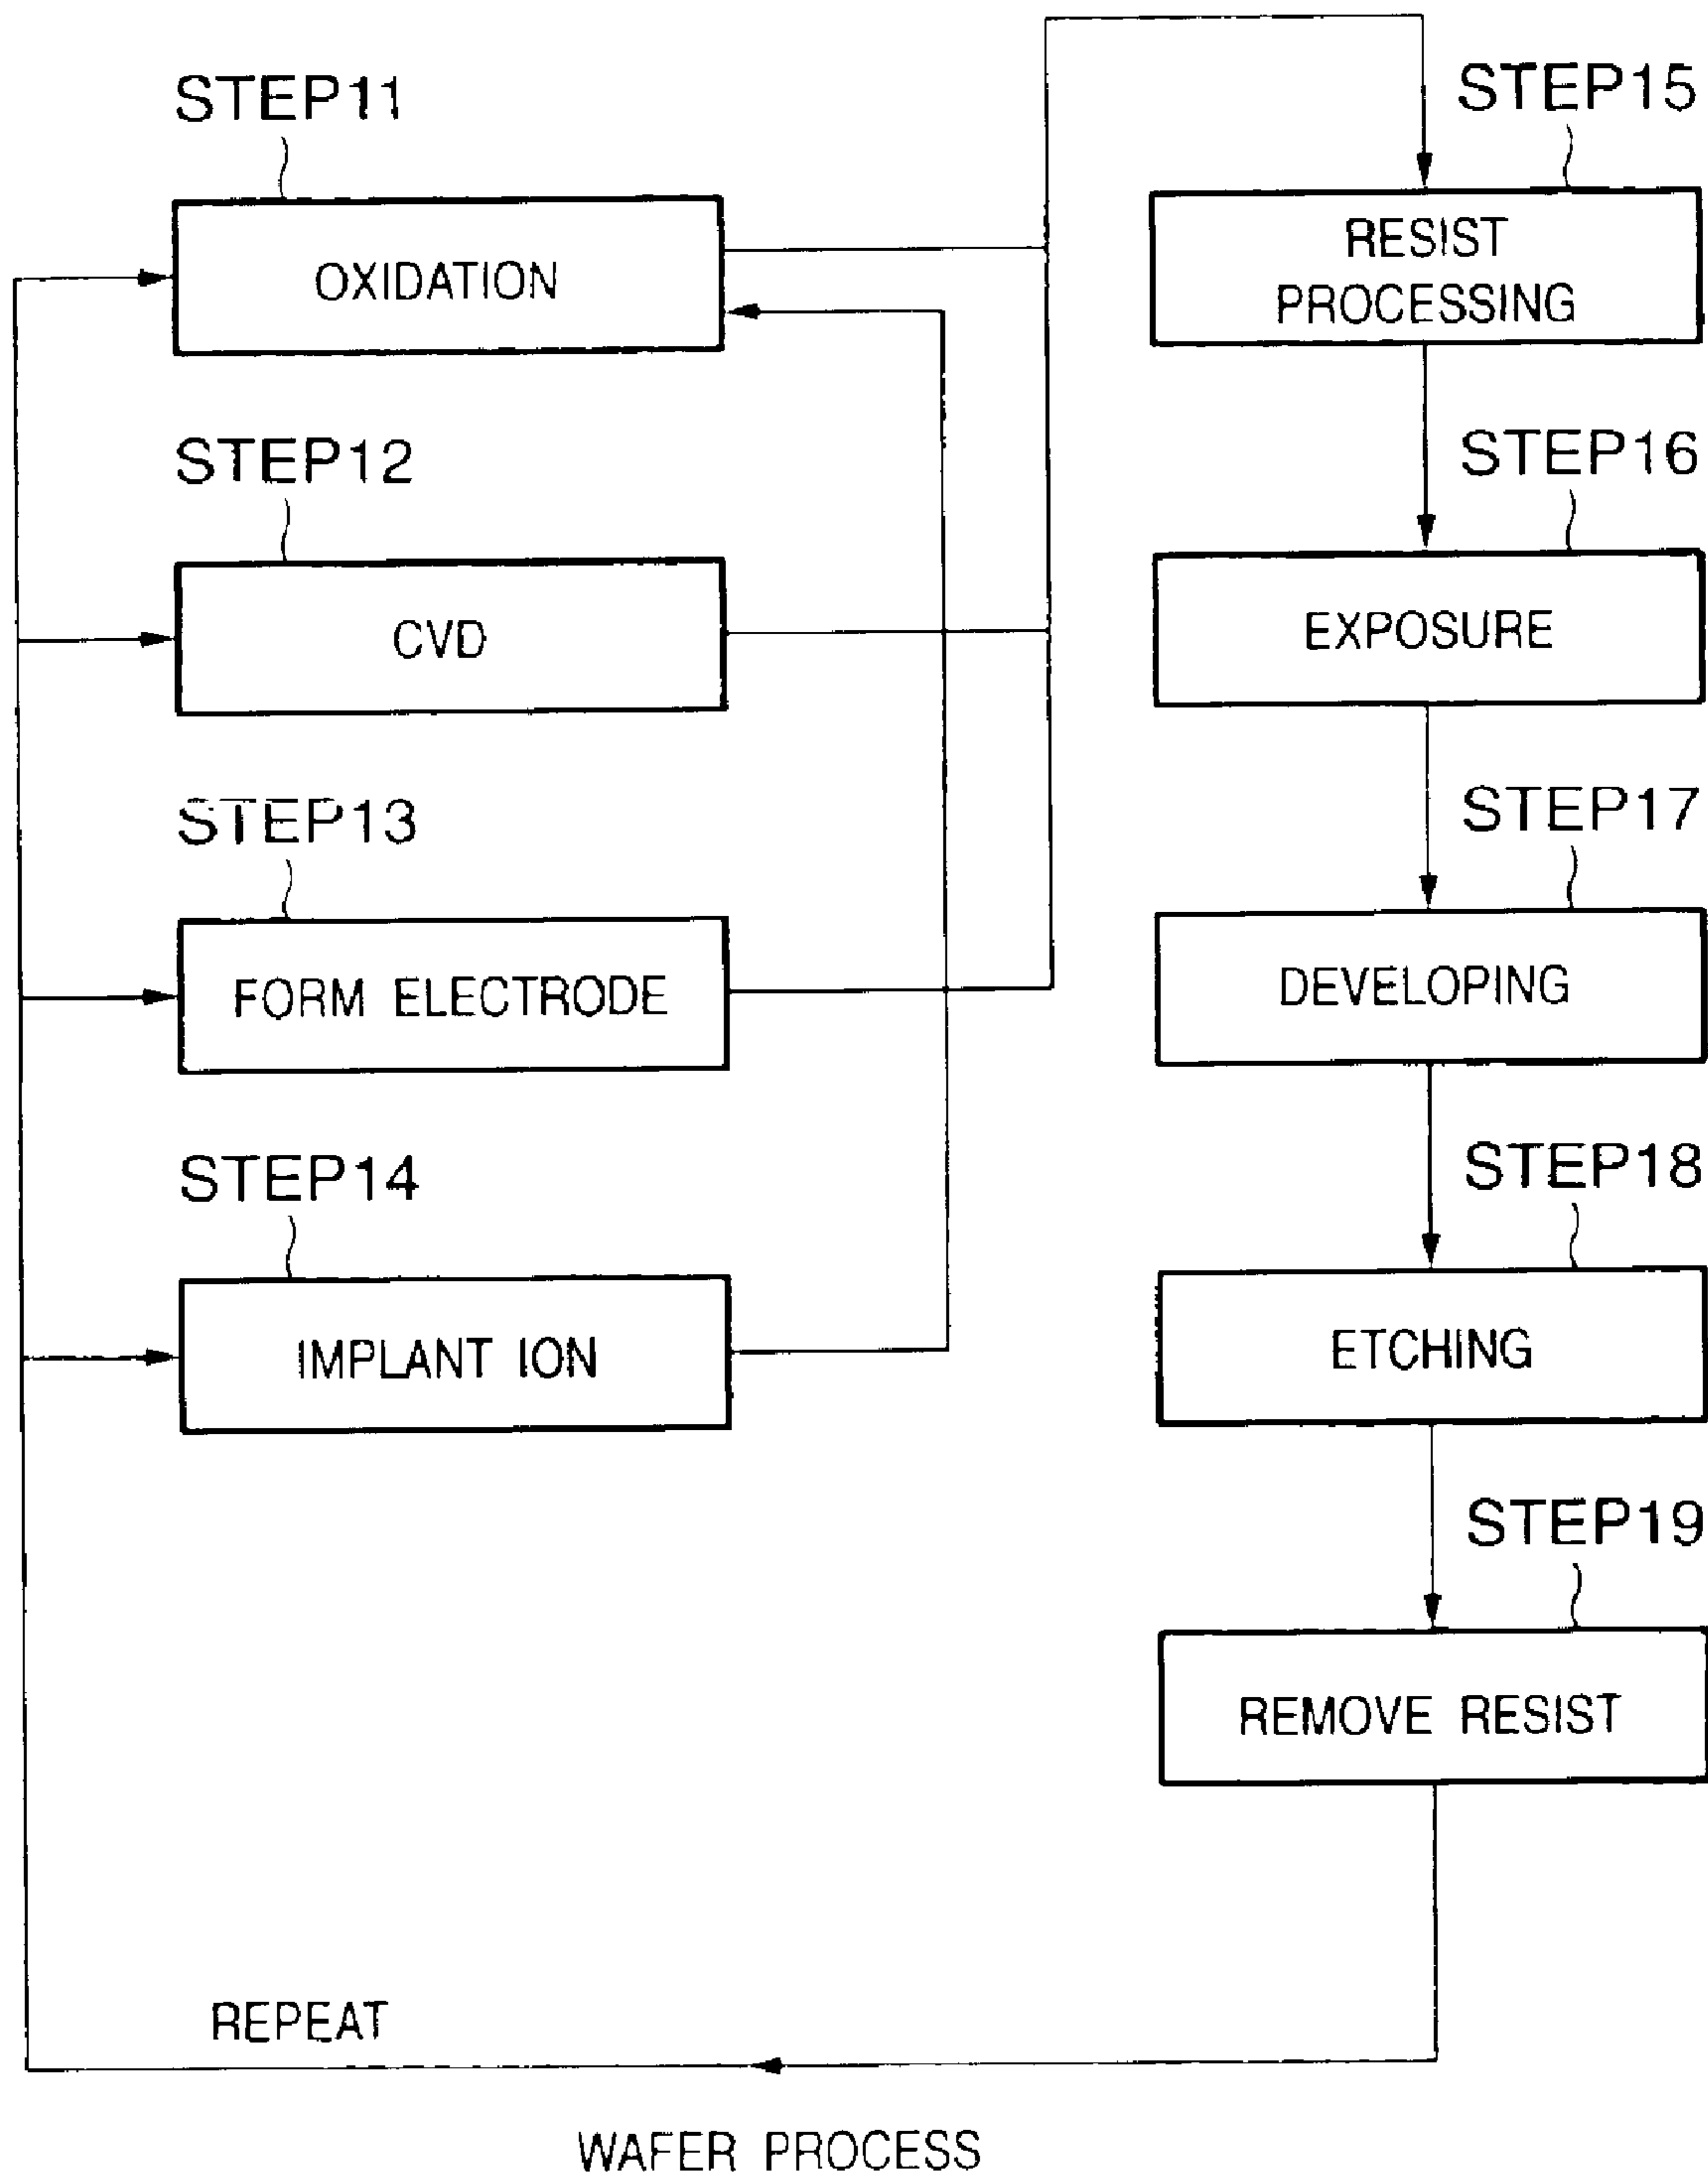 STEP11
OXIDATION
STEP12
CVD
STEP13
FORM ELECTRODE
STEP14
IMPLANT ION
STEP15
RESIST
PROCESSING
STEP16
EXPOSURE
STEP17
DEVELOPING
STEP18
ETCHING
STEP19
REMOVE RESIST
REPEAT
WAFER PROCESS